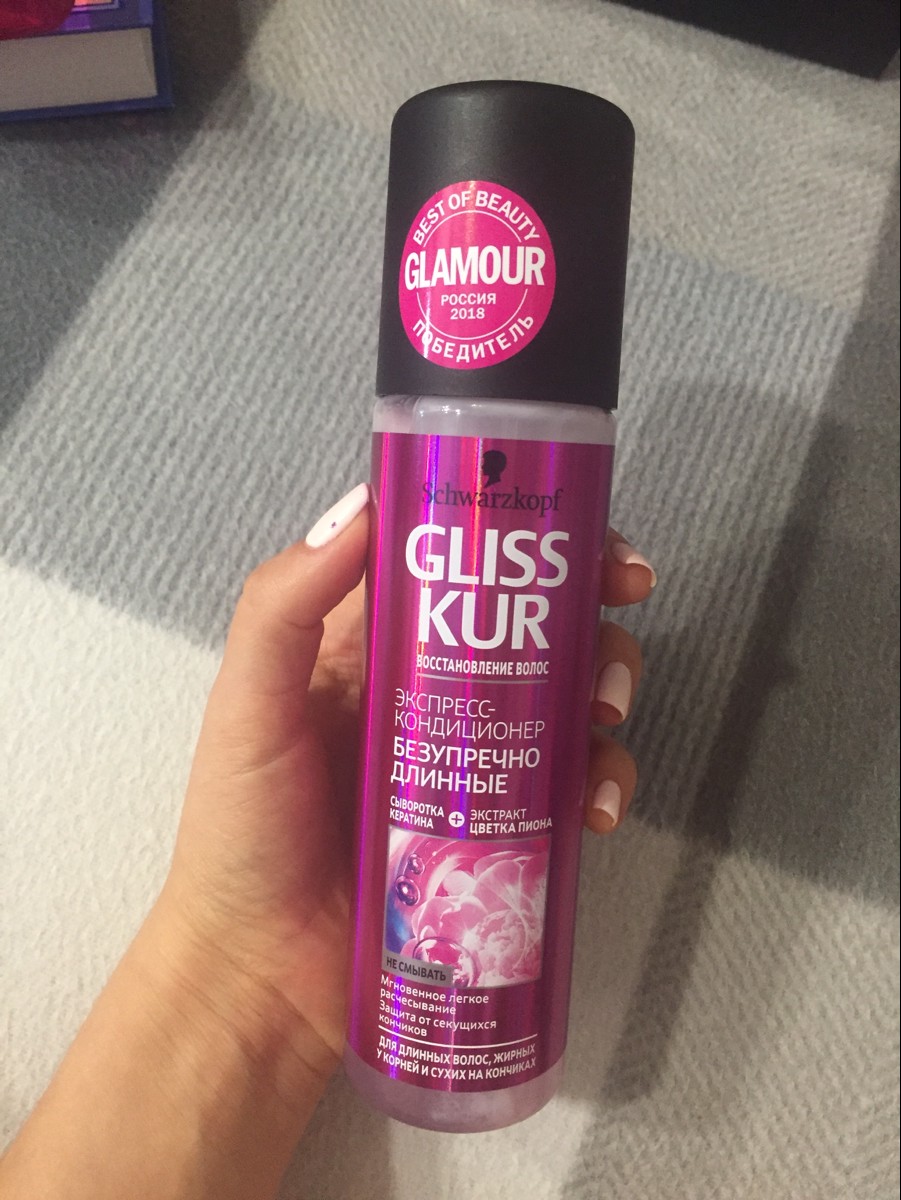 BEST OF BEAUTY
GLAMOUR
РОССИЯ
2018
ПОБЕДИТЕЛЬ
Schwarzkopf
GLISS
KUR
ВОССТАНОВЛЕНИЕ ВОЛОС
ЭКСПРЕСС-
КОНДИЦИОНЕР
БЕЗУПРЕЧНО
ДЛИННЫЕ
СЫВОРОТКА
КЕРАТИНА
+
ЭКСТРАКТ
ЦВЕТКА ПИОНА
НЕ СМЫВАТЬ
Мгновенное легкое
расчесывание
Защита от секущихся
кончиков
ДЛЯ ДЛИННЫХ ВОЛОС, ЖИРНЫХ
У КОРНЕЙ И СУХИХ НА КОНЧИКАХ